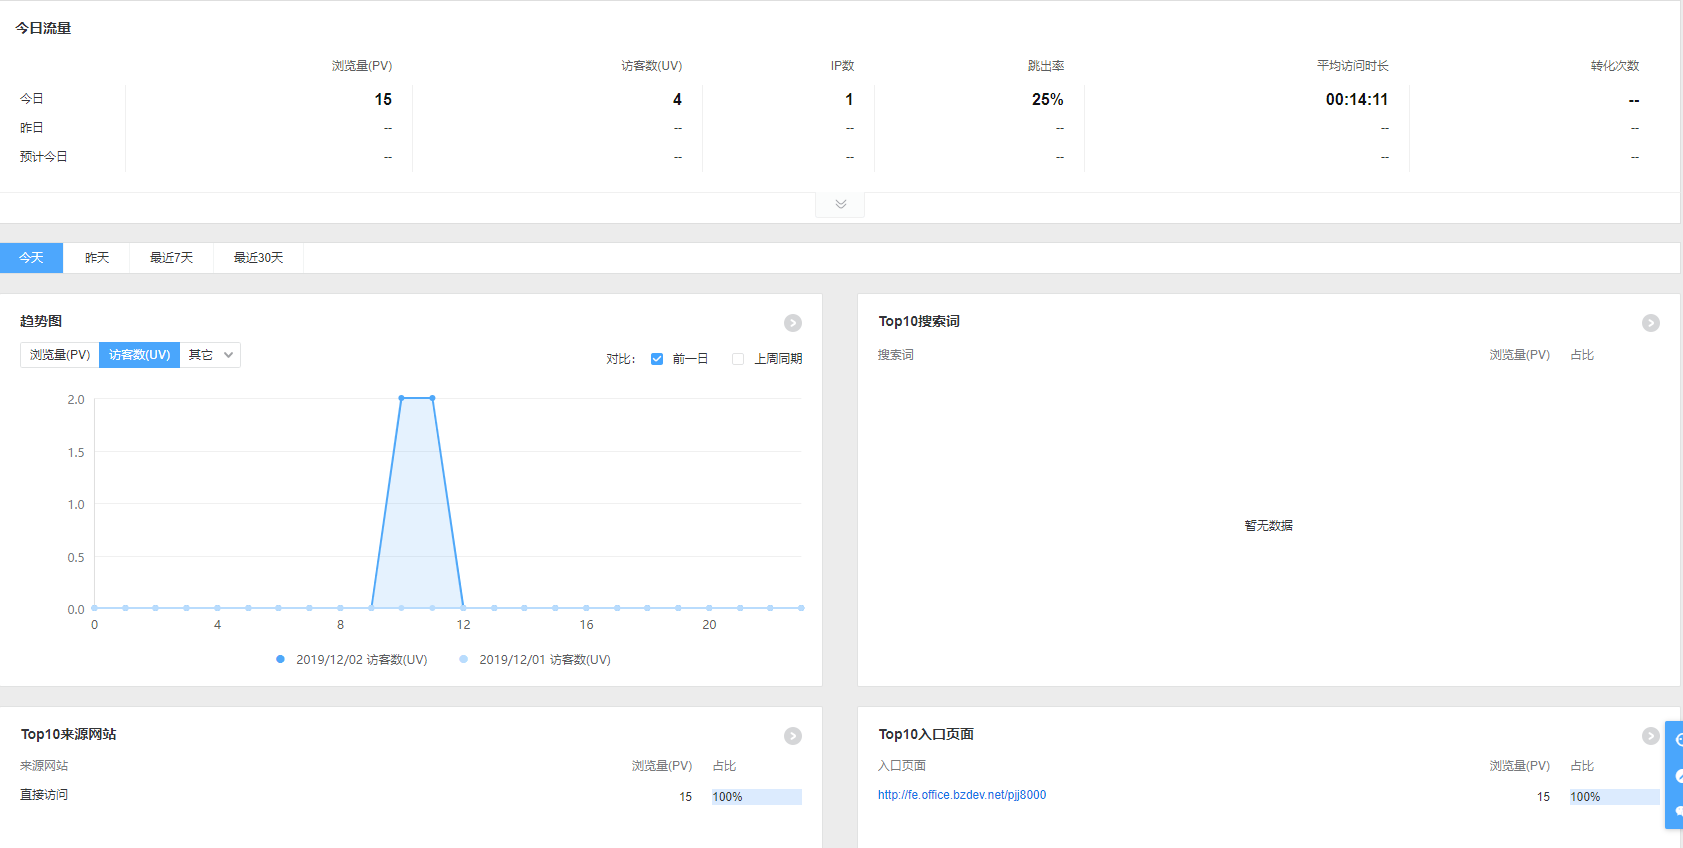 今日流量
浏览量(PV) 访客数(UV) IP数 跳出率 平均访问时长 转化次数
今日 15 4 1 25% 00:14:11 --
昨日 -- -- -- -- -- --
预计今日 -- -- -- -- -- --
今天 昨天 最近7天 最近30天
趋势图
浏览量(PV) 访客数(UV) 其它
对比: 前一日 上周同期
2.0
1.5
1.0
0.5
0.0
0 4 8 12 16 20
2019/12/02 访客数(UV) 2019/12/01 访客数(UV)
Top10搜索词
搜索词 浏览量(PV) 占比
暂无数据
Top10来源网站
来源网站 浏览量(PV) 占比
直接访问 15 100%
Top10入口页面
入口页面 浏览量(PV) 占比
http://fe.office.bzdev.net/pjj8000 15 100%